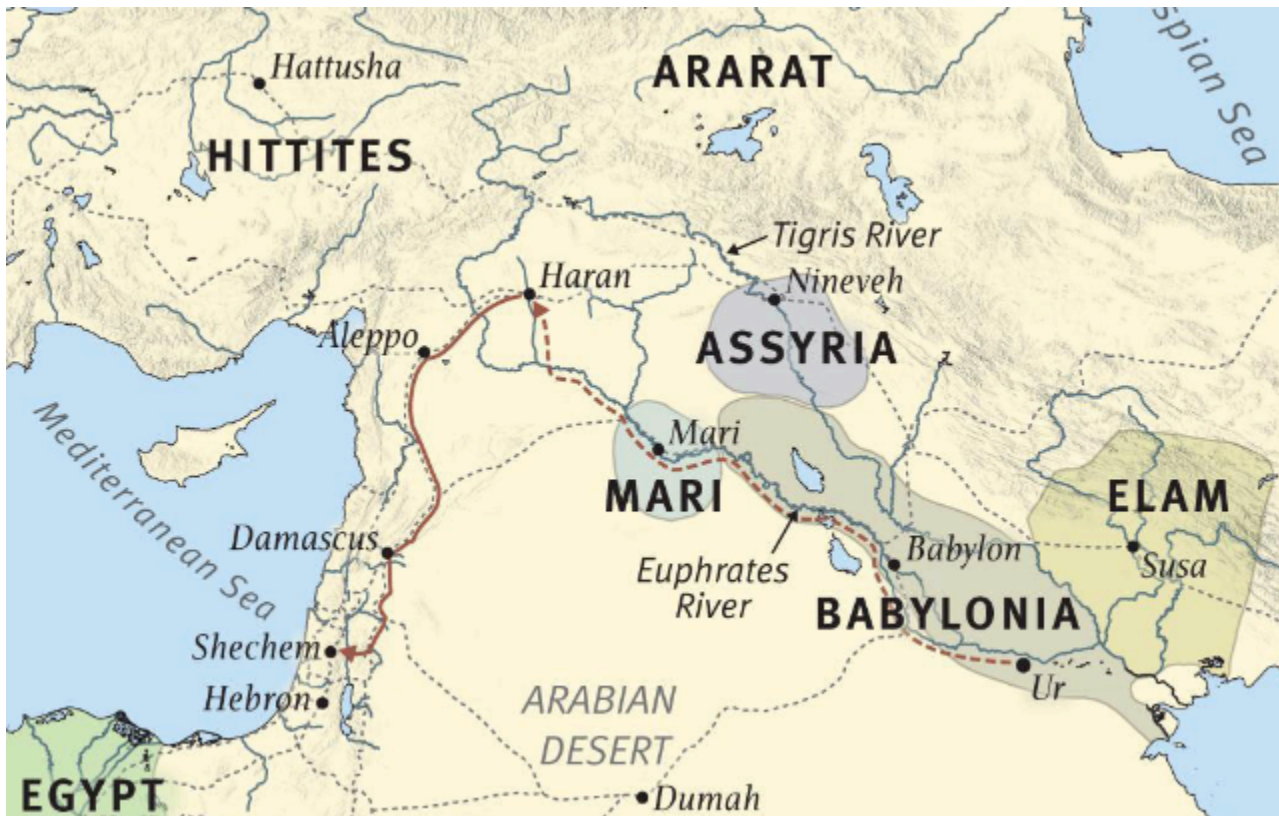 spian Sea
Hattusha
ARARAT
HITTITES
Tigris River
Haran
Nineveh
Aleppo
ASSYRIA
Mediterranean Sea
Mari
MARI
ELAM
Damascus
Babylon
Susa
Euphrates
River
BABYLONIA
Shechem
Ur
Hebron
ARABIAN
DESERT
EGYPT
Dumah